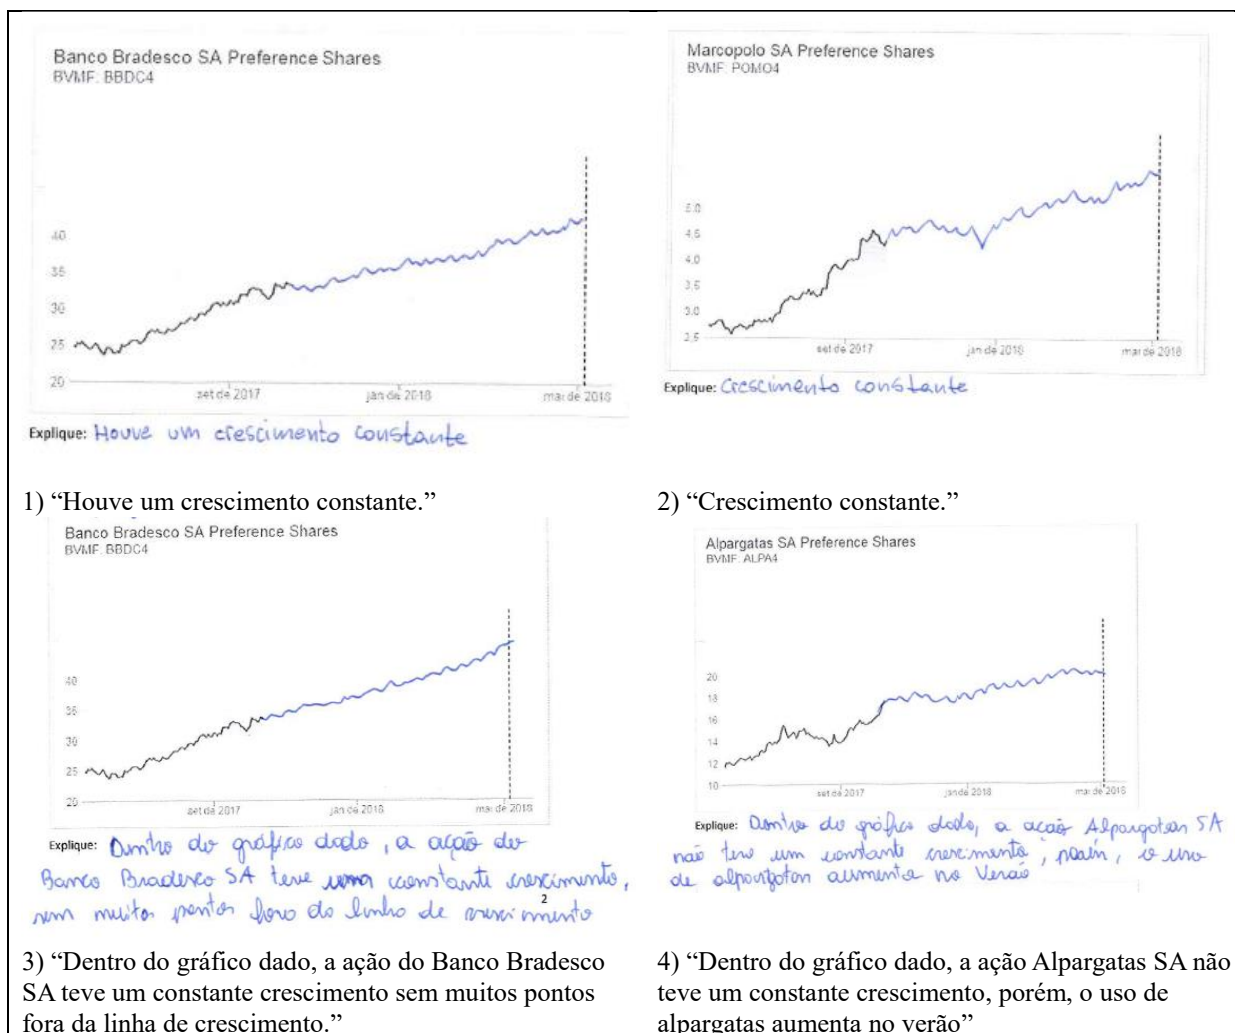 Banco Bradesco SA Preference Shares
BVMF: BBDC4
40
35
30
25
20
set de 2017
jan de 2018
mai de 2018
Explique: Houve um crescimento constante
1) “Houve um crescimento constante.”
Marcopolo SA Preference Shares
BVMF: POMO4
5.0
4.5
4.0
3.5
3.0
2.5
set de 2017
jan de 2018
mai de 2018
Explique: Crescimento constante
2) “Crescimento constante.”
Banco Bradesco SA Preference Shares
BVMF: BBDC4
40
35
30
25
20
set de 2017
jan de 2018
mai de 2018
Explique: Dentro do gráfico dado, a ação do
Banco Bradesco SA teve uma constante crescimento,
sem muitos pontos fora da linha de crescimento
2
3) “Dentro do gráfico dado, a ação do Banco Bradesco
SA teve um constante crescimento sem muitos pontos
fora da linha de crescimento.”
Alpargatas SA Preference Shares
BVMF: ALPA4
20
18
16
14
12
10
set de 2017
jan de 2018
mai de 2018
Explique: Dentro do gráfico dado, a ação Alpargatas SA
não teve um constante crescimento, porém, o uso
de alpargatas aumenta no Verão
4) “Dentro do gráfico dado, a ação Alpargatas SA não
teve um constante crescimento, porém, o uso de
alpargatas aumenta no verão”